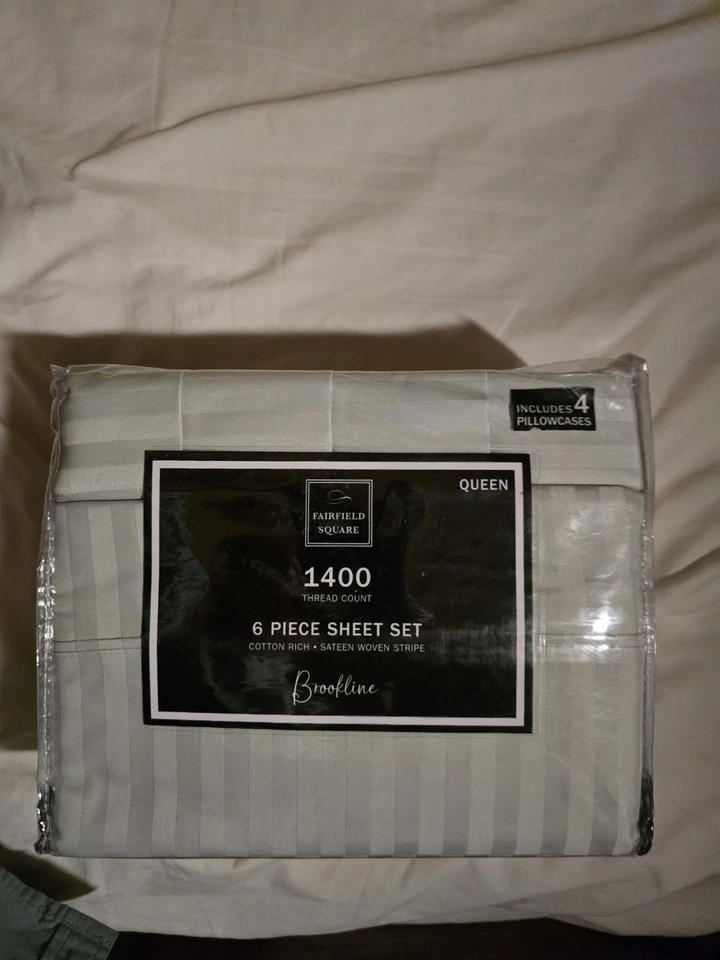 INCLUDES 4
PILLOWCASES
QUEEN
FAIRFIELD
SQUARE
1400
THREAD COUNT
6 PIECE SHEET SET
COTTON RICH • SATEEN WOVEN STRIPE
Brookline